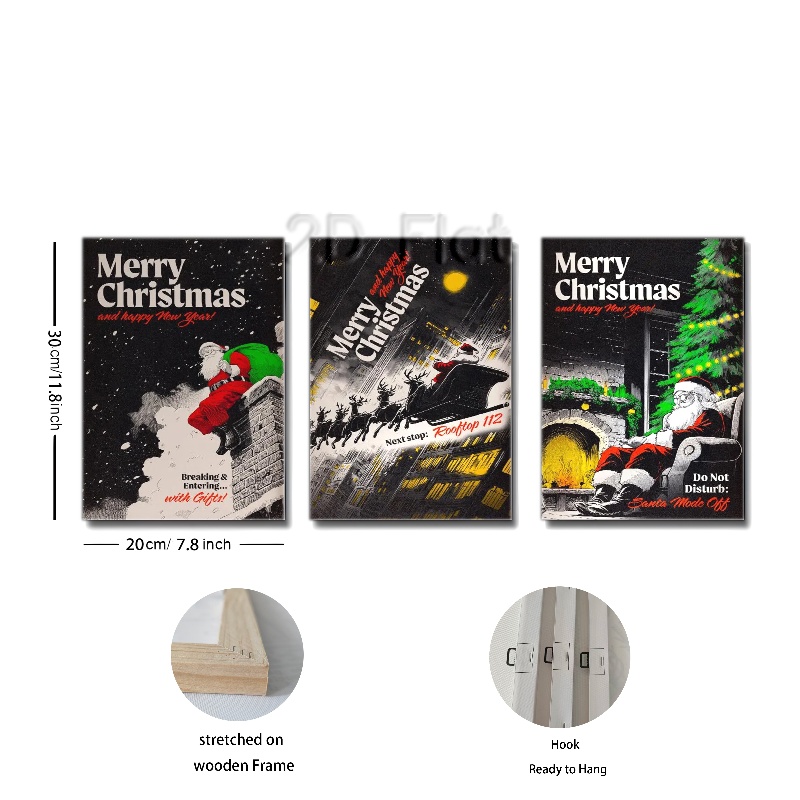 2D Flat
Merry
Christmas
and happy New Year!
Breaking &
Entering...
with Gifts!
Merry
Christmas
and happy
New Year!
Next stop: Rooftop 112
Merry
Christmas
and happy New Year!
Do Not
Disturb:
Santa Mode Off
30cm/11.8inch
20cm/ 7.8 inch
stretched on
wooden Frame
Hook
Ready to Hang